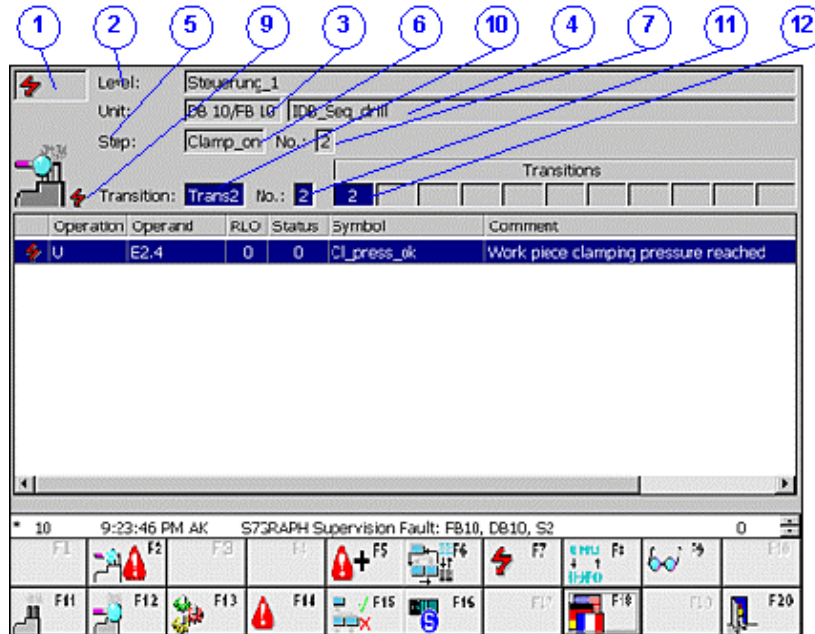 1 2 5 9 3 6 10 4 7 11 12
Level: Steuerung_1
Unit: DB 10/FB 10 IDB_Seq_drill
Step: Clamp_on No.: 2
Transitions
Transition: Trans2 No.: 2 2
Operation Operand RLO Status Symbol Comment
U E2.4 0 0 Cl_press_ok Work piece clamping pressure reached
* 10 9:23:46 PM AK S7GRAPH Supervision Fault: FB10, DB10, S2 0
F1 F2 F3 F4 F5 F6 F7 F8 F9 F10
F11 F12 F13 F14 F15 F16 F17 F18 F19 F20